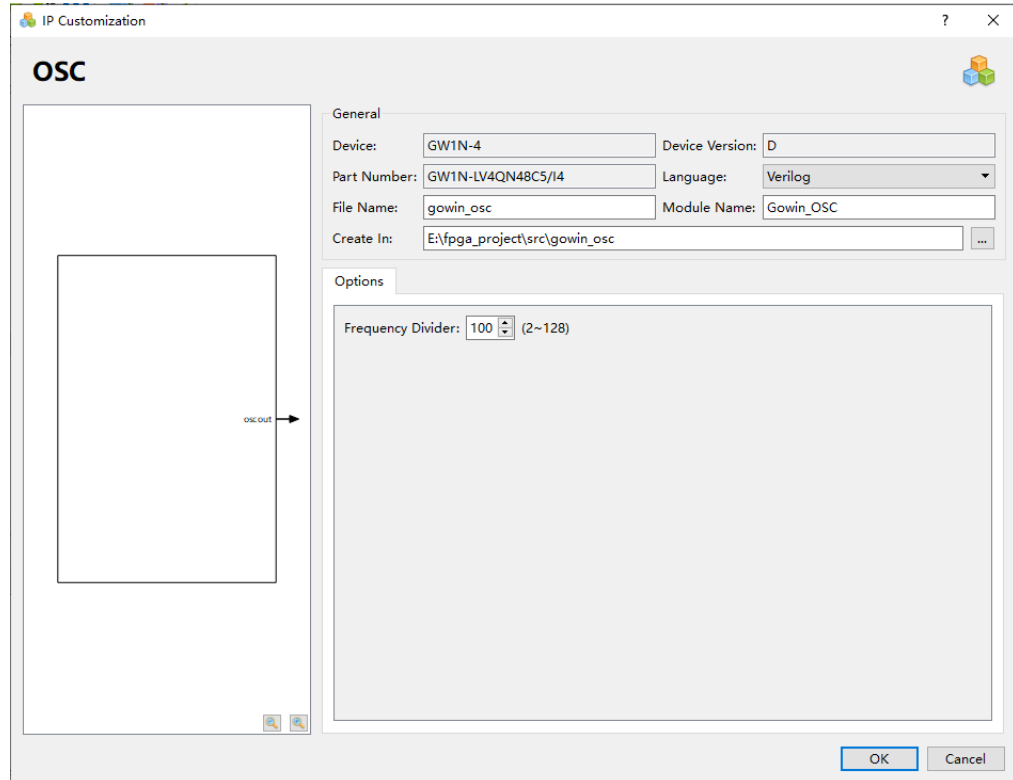 IP Customization
OSC
General
Device: GW1N-4 Device Version: D
Part Number: GW1N-LV4QN48C5/I4 Language: Verilog
File Name: gowin_osc Module Name: Gowin_OSC
Create In: E:\fpga_project\src\gowin_osc ...
Options
Frequency Divider: 100 (2~128)
oscout
OK Cancel